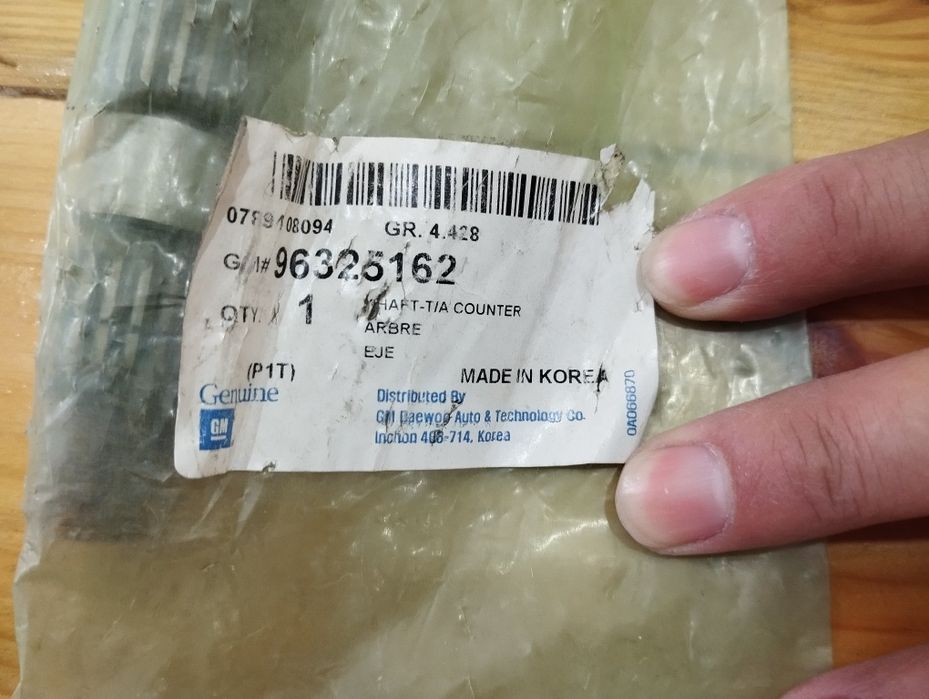 0789108094 GR. 4.428
GM# 96325162
QTY. 1 SHAFT-T/A COUNTER
ARBRE
EJE
(P1T) MADE IN KOREA
Genuine
GM
Distributed By
GM Daewoo Auto & Technology Co.
Inchon 403-714, Korea
0A066870